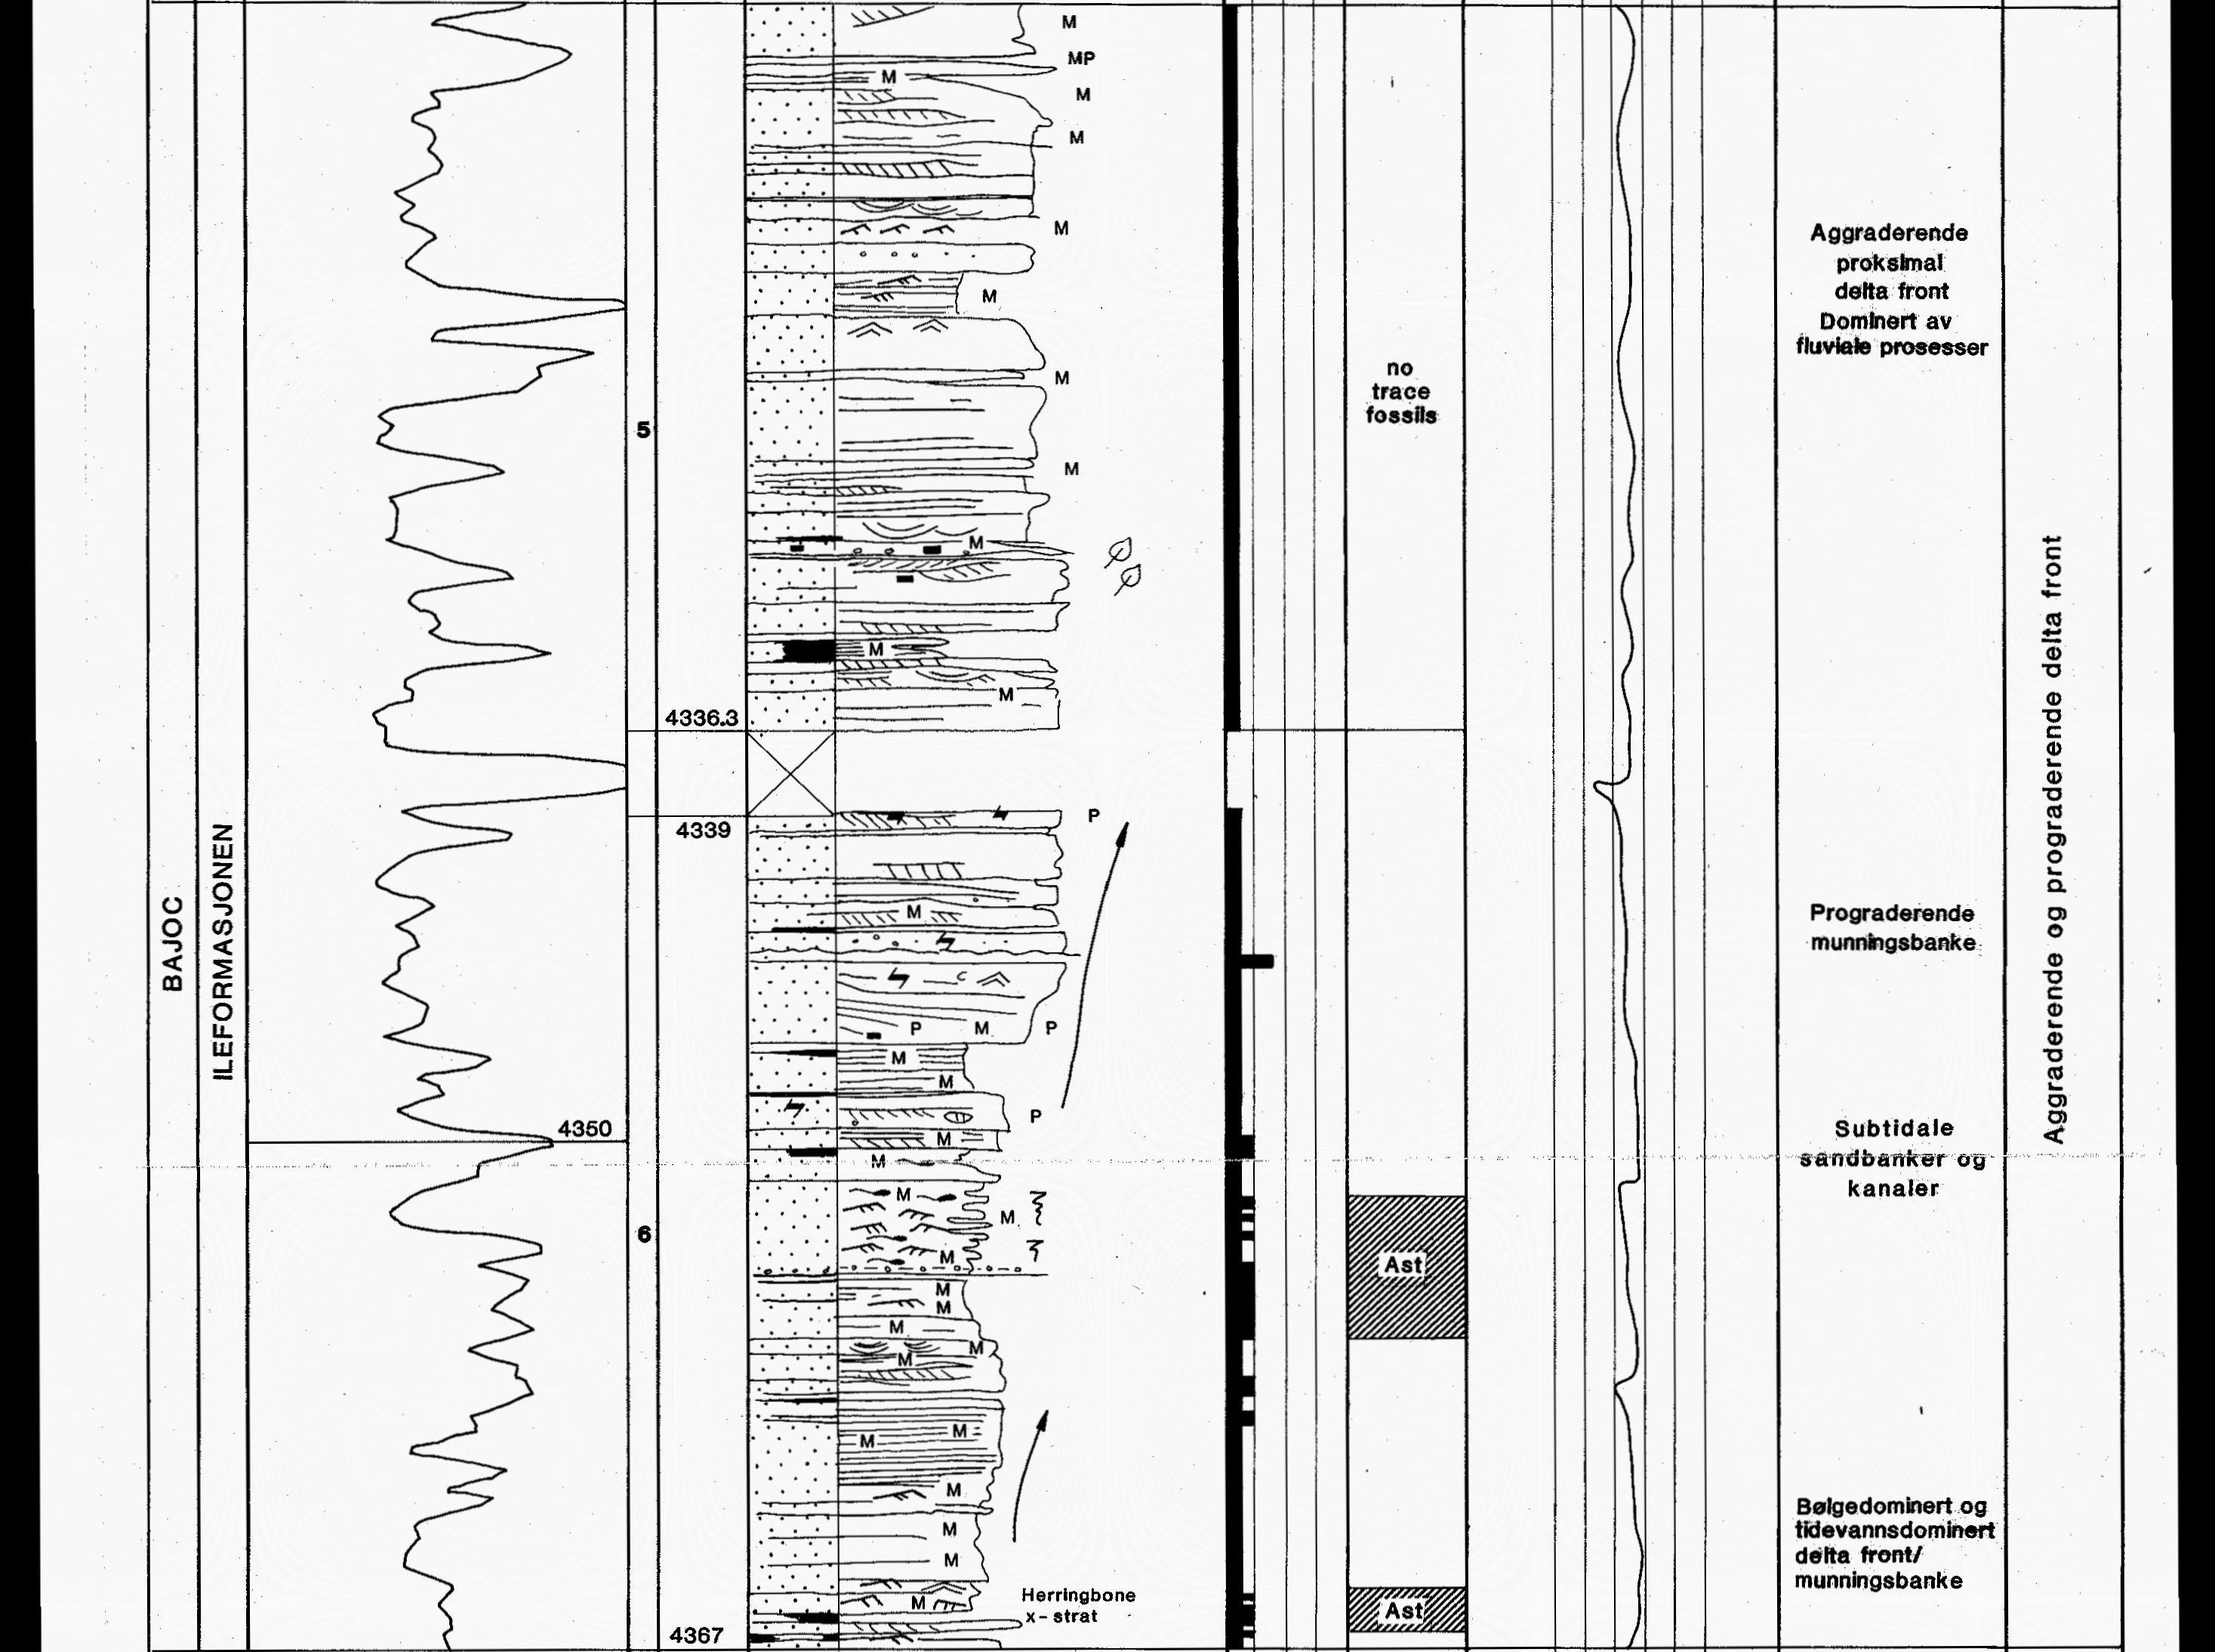 M
MP
M
M
M
M
Aggraderende
proksimal
delta front
Dominert av
fluviale prosesser
M
M
no
trace
fossils
5
M
M
M
M
4336.3
4339
P
BAJOC
ILEFORMASJONEN
Aggraderende og prograderende delta front
M
Prograderende
munningsbanke
P M P
M
M
P
4350
M
M
Subtidale
sandbanker og
kanaler
M
M
6
M
Ast
M
M
M
M
M
M
M
M
M
M
Bølgedominert og
tidevannsdominert
delta front/
munningsbanke
M
Herringbone
x-strat
Ast
4367